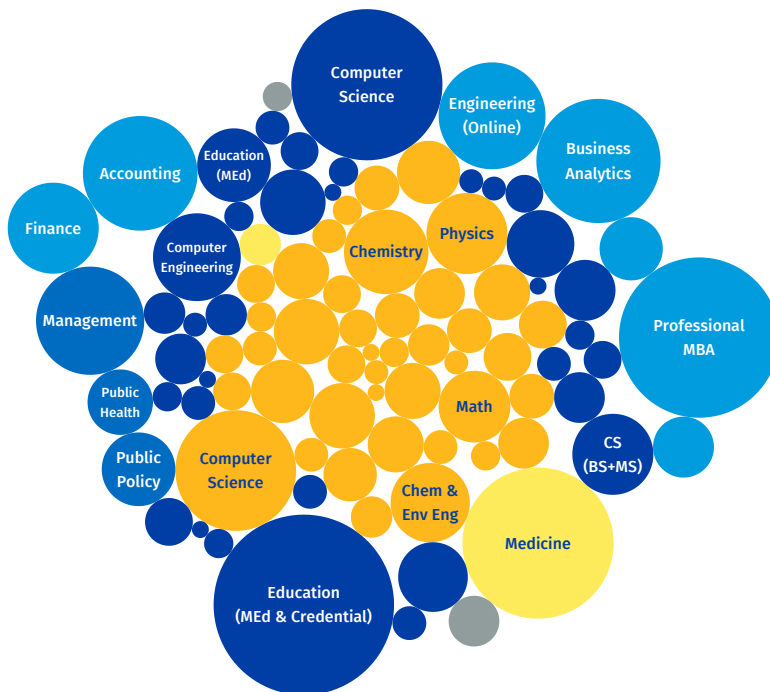 Computer
Science
Engineering
(Online)
Business
Analytics
Education
(MEd)
Accounting
Finance
Computer
Engineering
Chemistry
Physics
Management
Professional
MBA
Public
Health
Math
Public
Policy
Computer
Science
CS
(BS+MS)
Chem &
Env Eng
Medicine
Education
(MEd & Credential)